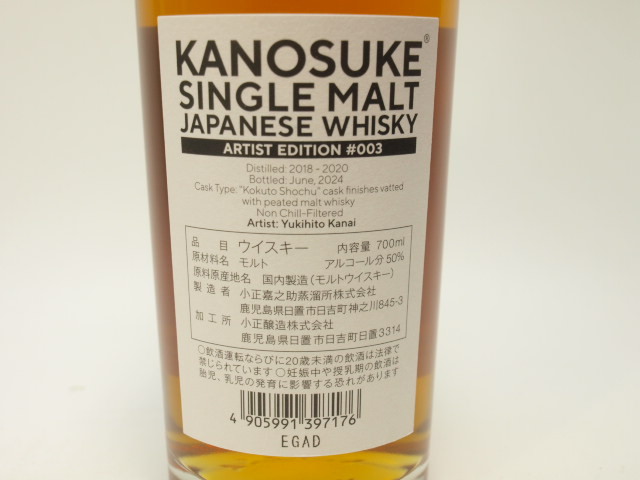 KANOSUKE®
SINGLE MALT
JAPANESE WHISKY
ARTIST EDITION #003
Distilled: 2018 - 2020
Bottled: June, 2024
Cask Type: "Kokuto Shochu" cask finishes vatted
with peated malt whisky
Non Chill-Filtered
Artist: Yukihito Kanai
品目 ウイスキー 内容量 700ml
原材料名 モルト アルコール分 50%
原料原産地名 国内製造(モルトウイスキー)
製造者 小正嘉之助蒸溜所株式会社
鹿児島県日置市日吉町神之川845-3
加工所 小正醸造株式会社
鹿児島県日置市日吉町日置3314
○飲酒運転ならびに20歳未満の飲酒は法律で
禁じられています ○妊娠中や授乳期の飲酒は
胎児、乳児の発育に影響する恐れがあります
4 905991 397176
EGAD